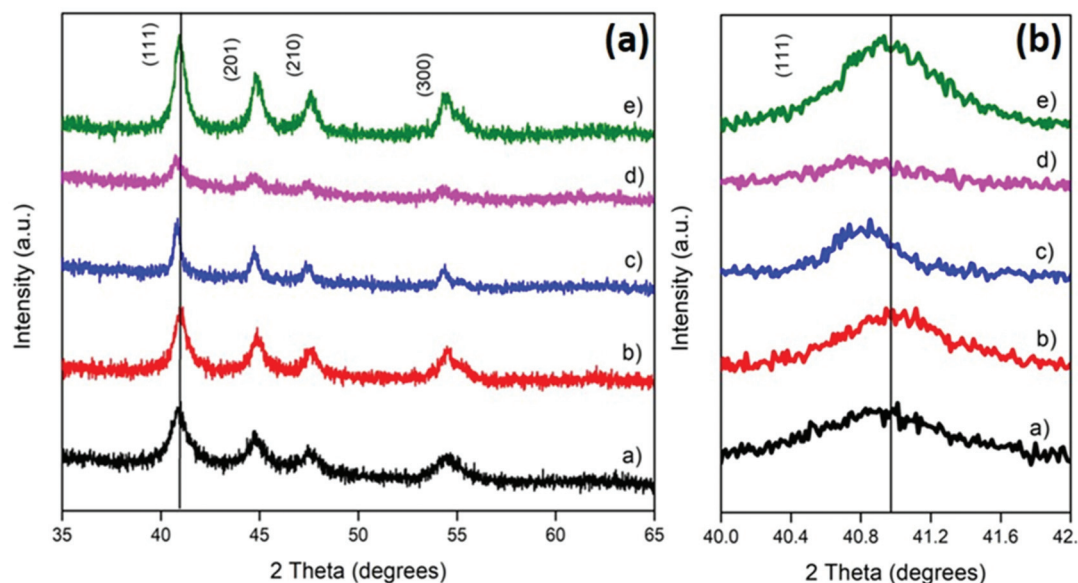 (a)
(111)
(201)
(210)
(300)
e)
d)
c)
b)
a)
Intensity (a.u.)
35
40
45
50
55
60
65
2 Theta (degrees)
(b)
(111)
e)
d)
c)
b)
a)
Intensity (a.u.)
40.0
40.4
40.8
41.2
41.6
42.
2 Theta (degrees)